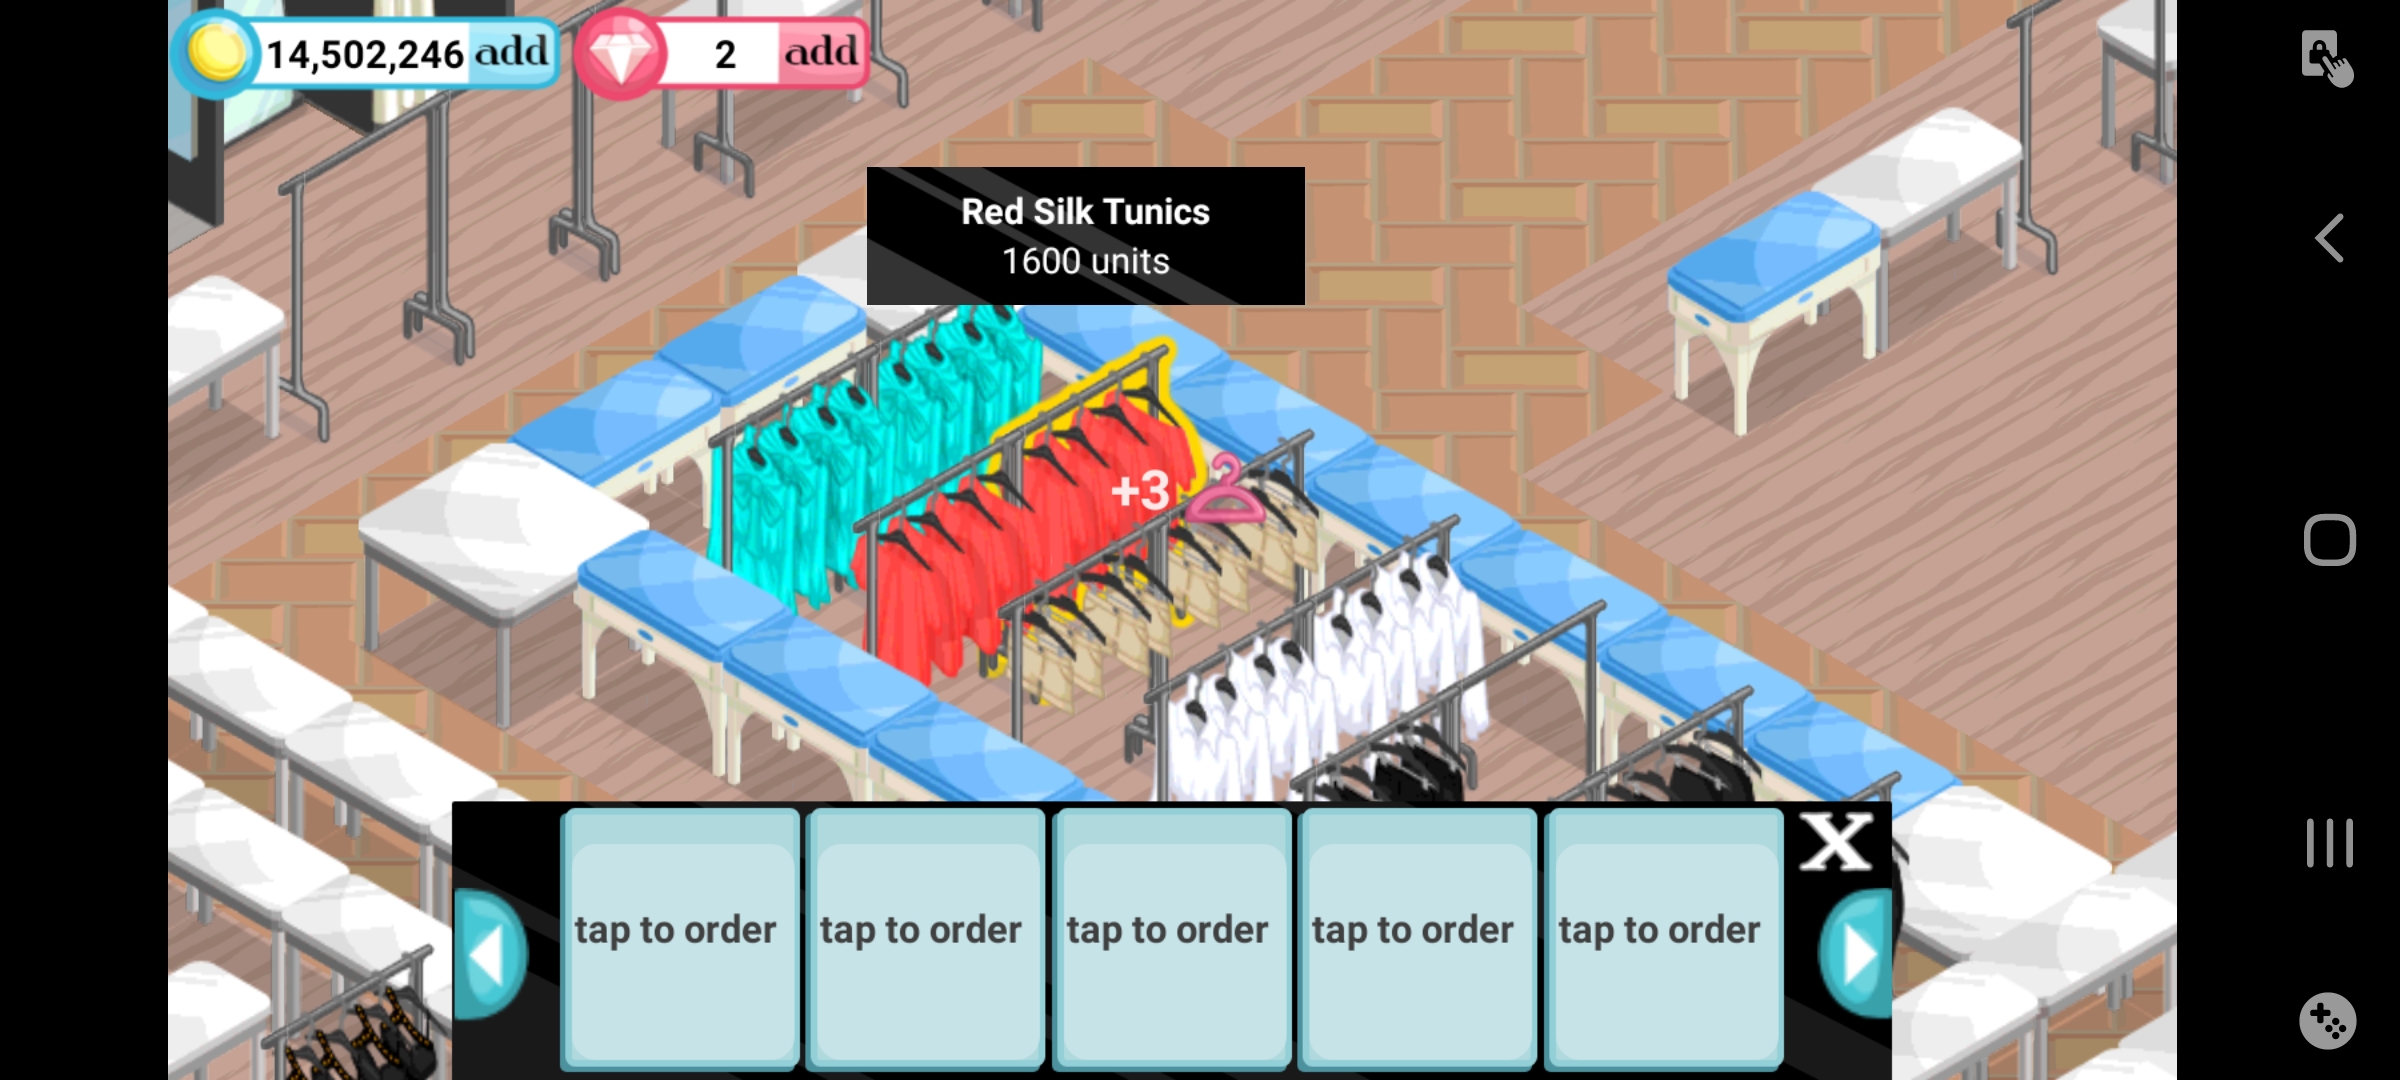 14,502,246 add 2 add
Red Silk Tunics
1600 units
+3
X
tap to order tap to order tap to order tap to order tap to order